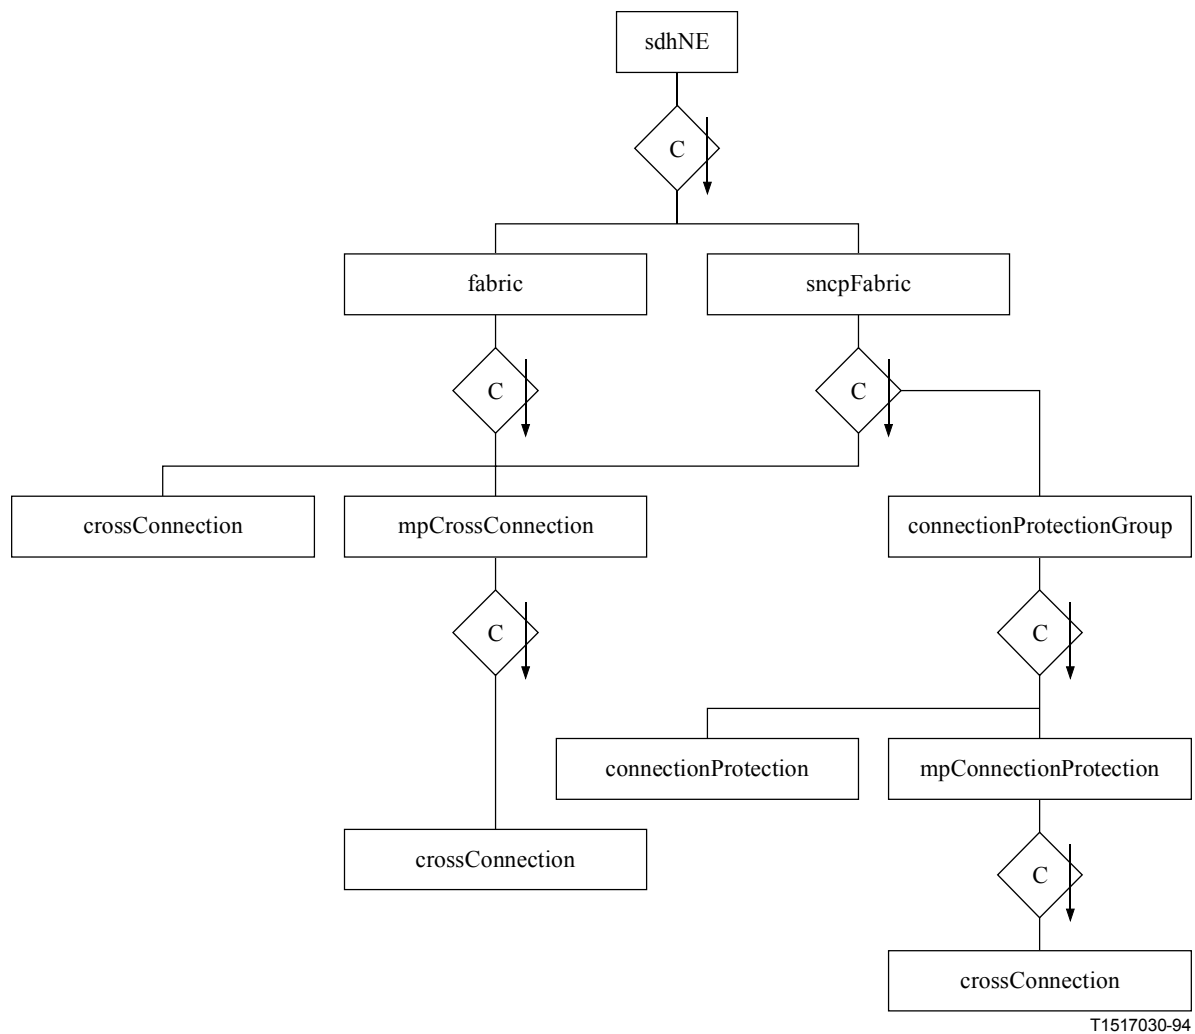 sdhNE
C
fabric
sncpFabric
C
C
crossConnection
mpCrossConnection
connectionProtectionGroup
C
C
connectionProtection
mpConnectionProtection
crossConnection
C
crossConnection
T1517030-94